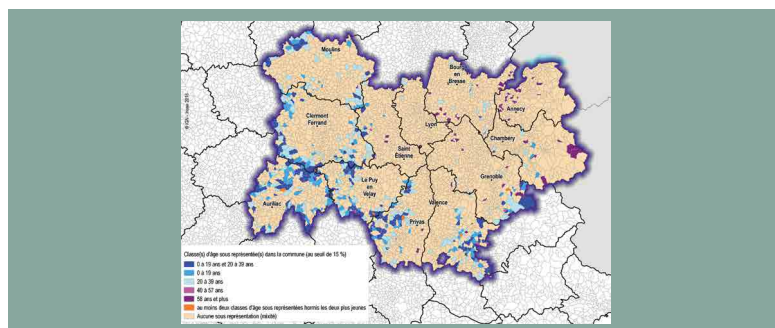 Moulins
Bourg
en
Bresse
Annecy
Clermont
Ferrand
Lyon
Chambéry
Saint
Étienne
Grenoble
Le Puy
en
Velay
Aurillac
Valence
Privas
Classe(s) d'âge sous représentée(s) dans la commune (au seuil de 15 %)
0 à 19 ans et 20 à 39 ans
0 à 19 ans
20 à 39 ans
40 à 57 ans
58 ans et plus
au moins deux classes d'âge sous représentées hormis les deux plus jeunes
Aucune sous représentation (mixité)